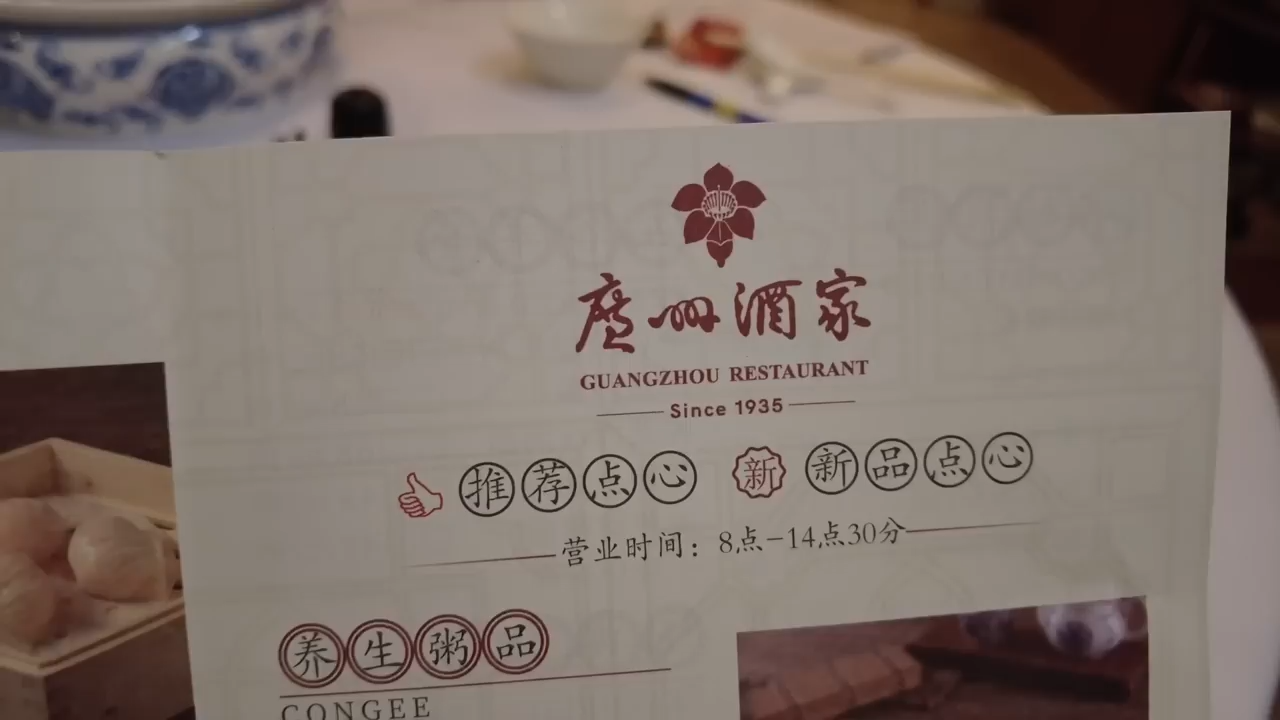 廣州酒家
GUANGZHOU RESTAURANT
Since 1935
推荐点心 新 新品点心
营业时间：8点-14点30分
养生粥品
CONGEE